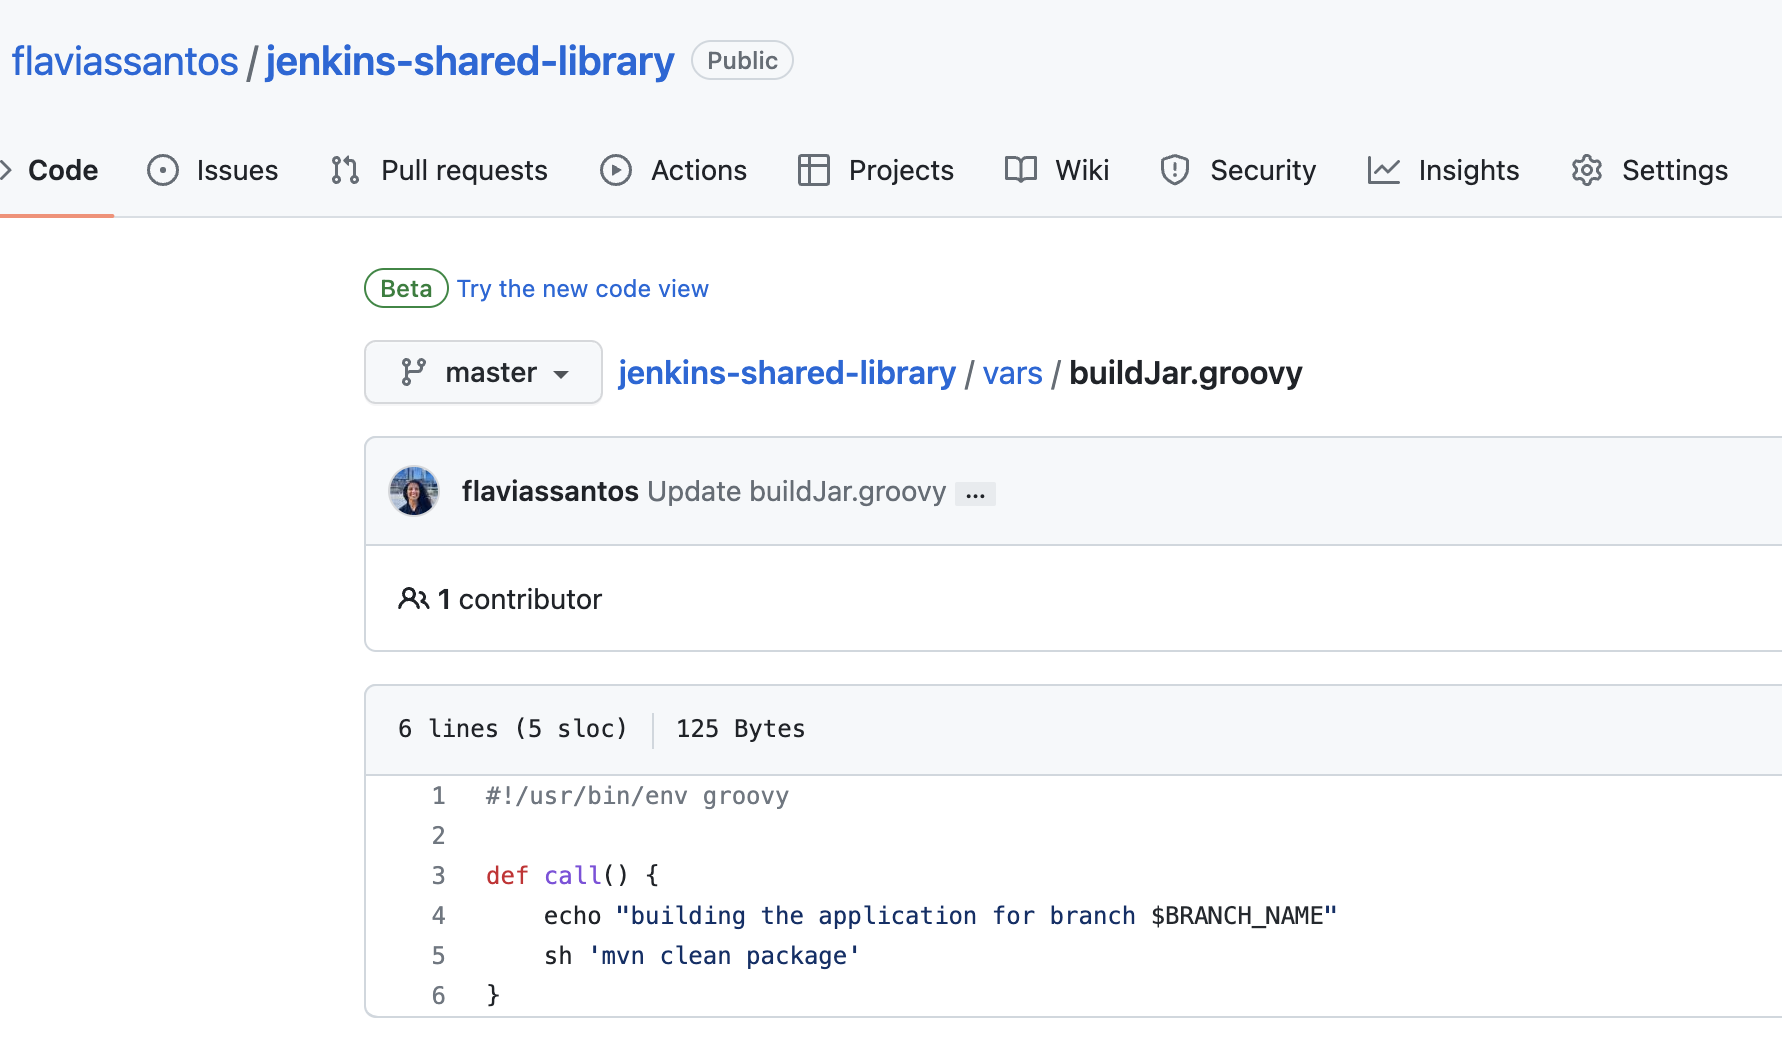 flaviassantos / jenkins-shared-library Public
Code Issues Pull requests Actions Projects Wiki Security Insights Settings
Beta Try the new code view
master jenkins-shared-library / vars / buildJar.groovy
flaviassantos Update buildJar.groovy ...
1 contributor
6 lines (5 sloc) 125 Bytes
1 #!/usr/bin/env groovy
2
3 def call() {
4     echo "building the application for branch $BRANCH_NAME"
5     sh 'mvn clean package'
6 }